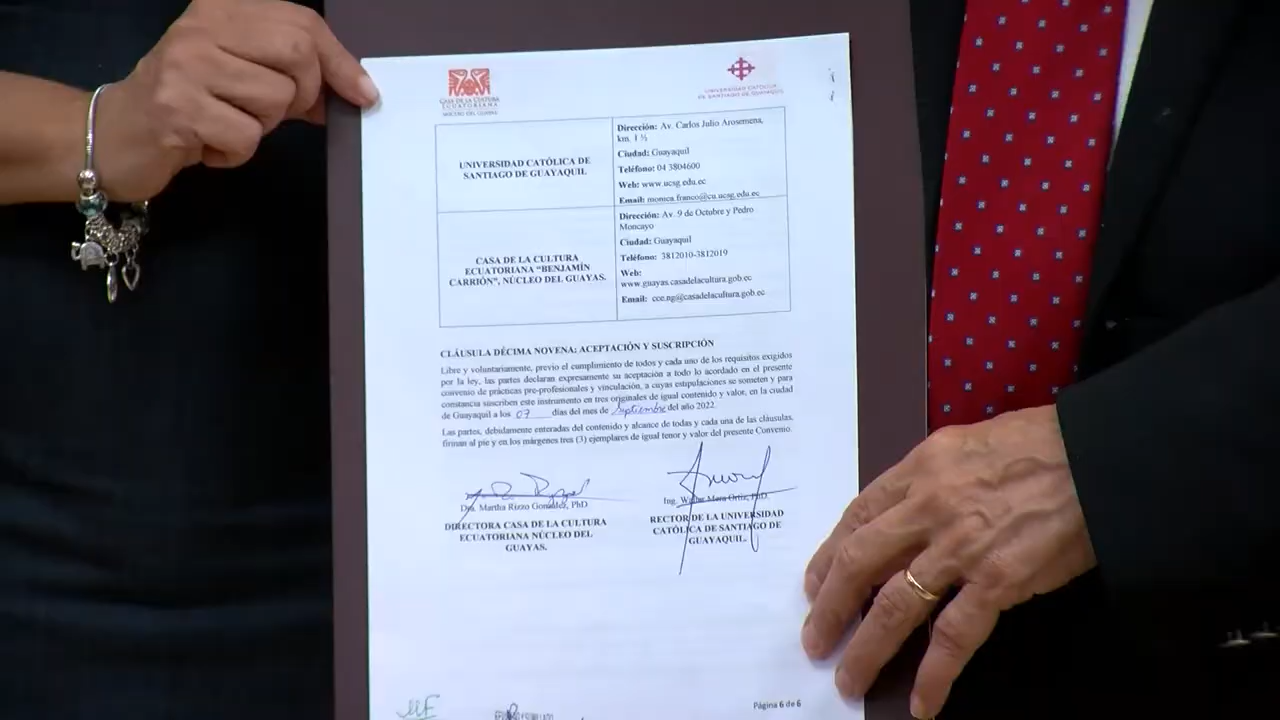 CASA DE LA CULTURA
ECUATORIANA
NÚCLEO DEL GUAYAS
UNIVERSIDAD CATÓLICA
DE SANTIAGO DE GUAYAQUIL
UNIVERSIDAD CATÓLICA DE
SANTIAGO DE GUAYAQUIL
Dirección: Av. Carlos Julio Arosemena,
km. 1 ½
Ciudad: Guayaquil
Teléfono: 04 3804600
Web: www.ucsg.edu.ec
Email: monica.franco@cu.ucsg.edu.ec
CASA DE LA CULTURA
ECUATORIANA “BENJAMÍN
CARRIÓN”, NÚCLEO DEL GUAYAS.
Dirección: Av. 9 de Octubre y Pedro
Moncayo
Ciudad: Guayaquil
Teléfono: 3812010-3812019
Web:
www.guayas.casadelacultura.gob.ec
Email: cce.ng@casadelacultura.gob.ec
CLÁUSULA DÉCIMA NOVENA: ACEPTACIÓN Y SUSCRIPCIÓN
Libre y voluntariamente, previo el cumplimiento de todos y cada uno de los requisitos exigidos
por la ley, las partes declaran expresamente su aceptación a todo lo acordado en el presente
convenio de prácticas pre-profesionales y vinculación, a cuyas estipulaciones se someten y para
constancia suscriben este instrumento en tres originales de igual contenido y valor, en la ciudad
de Guayaquil a los 07 días del mes de Septiembre del año 2022
Las partes, debidamente enteradas del contenido y alcance de todas y cada una de las cláusulas,
firman al pie y en los márgenes tres (3) ejemplares de igual tenor y valor del presente Convenio.
Dra. Martha Rizzo González, PhD
DIRECTORA CASA DE LA CULTURA
ECUATORIANA NÚCLEO DEL
GUAYAS.
Ing. Walter Mera Ortiz, PhD.
RECTOR DE LA UNIVERSIDAD
CATÓLICA DE SANTIAGO DE
GUAYAQUIL.
Página 6 de 6